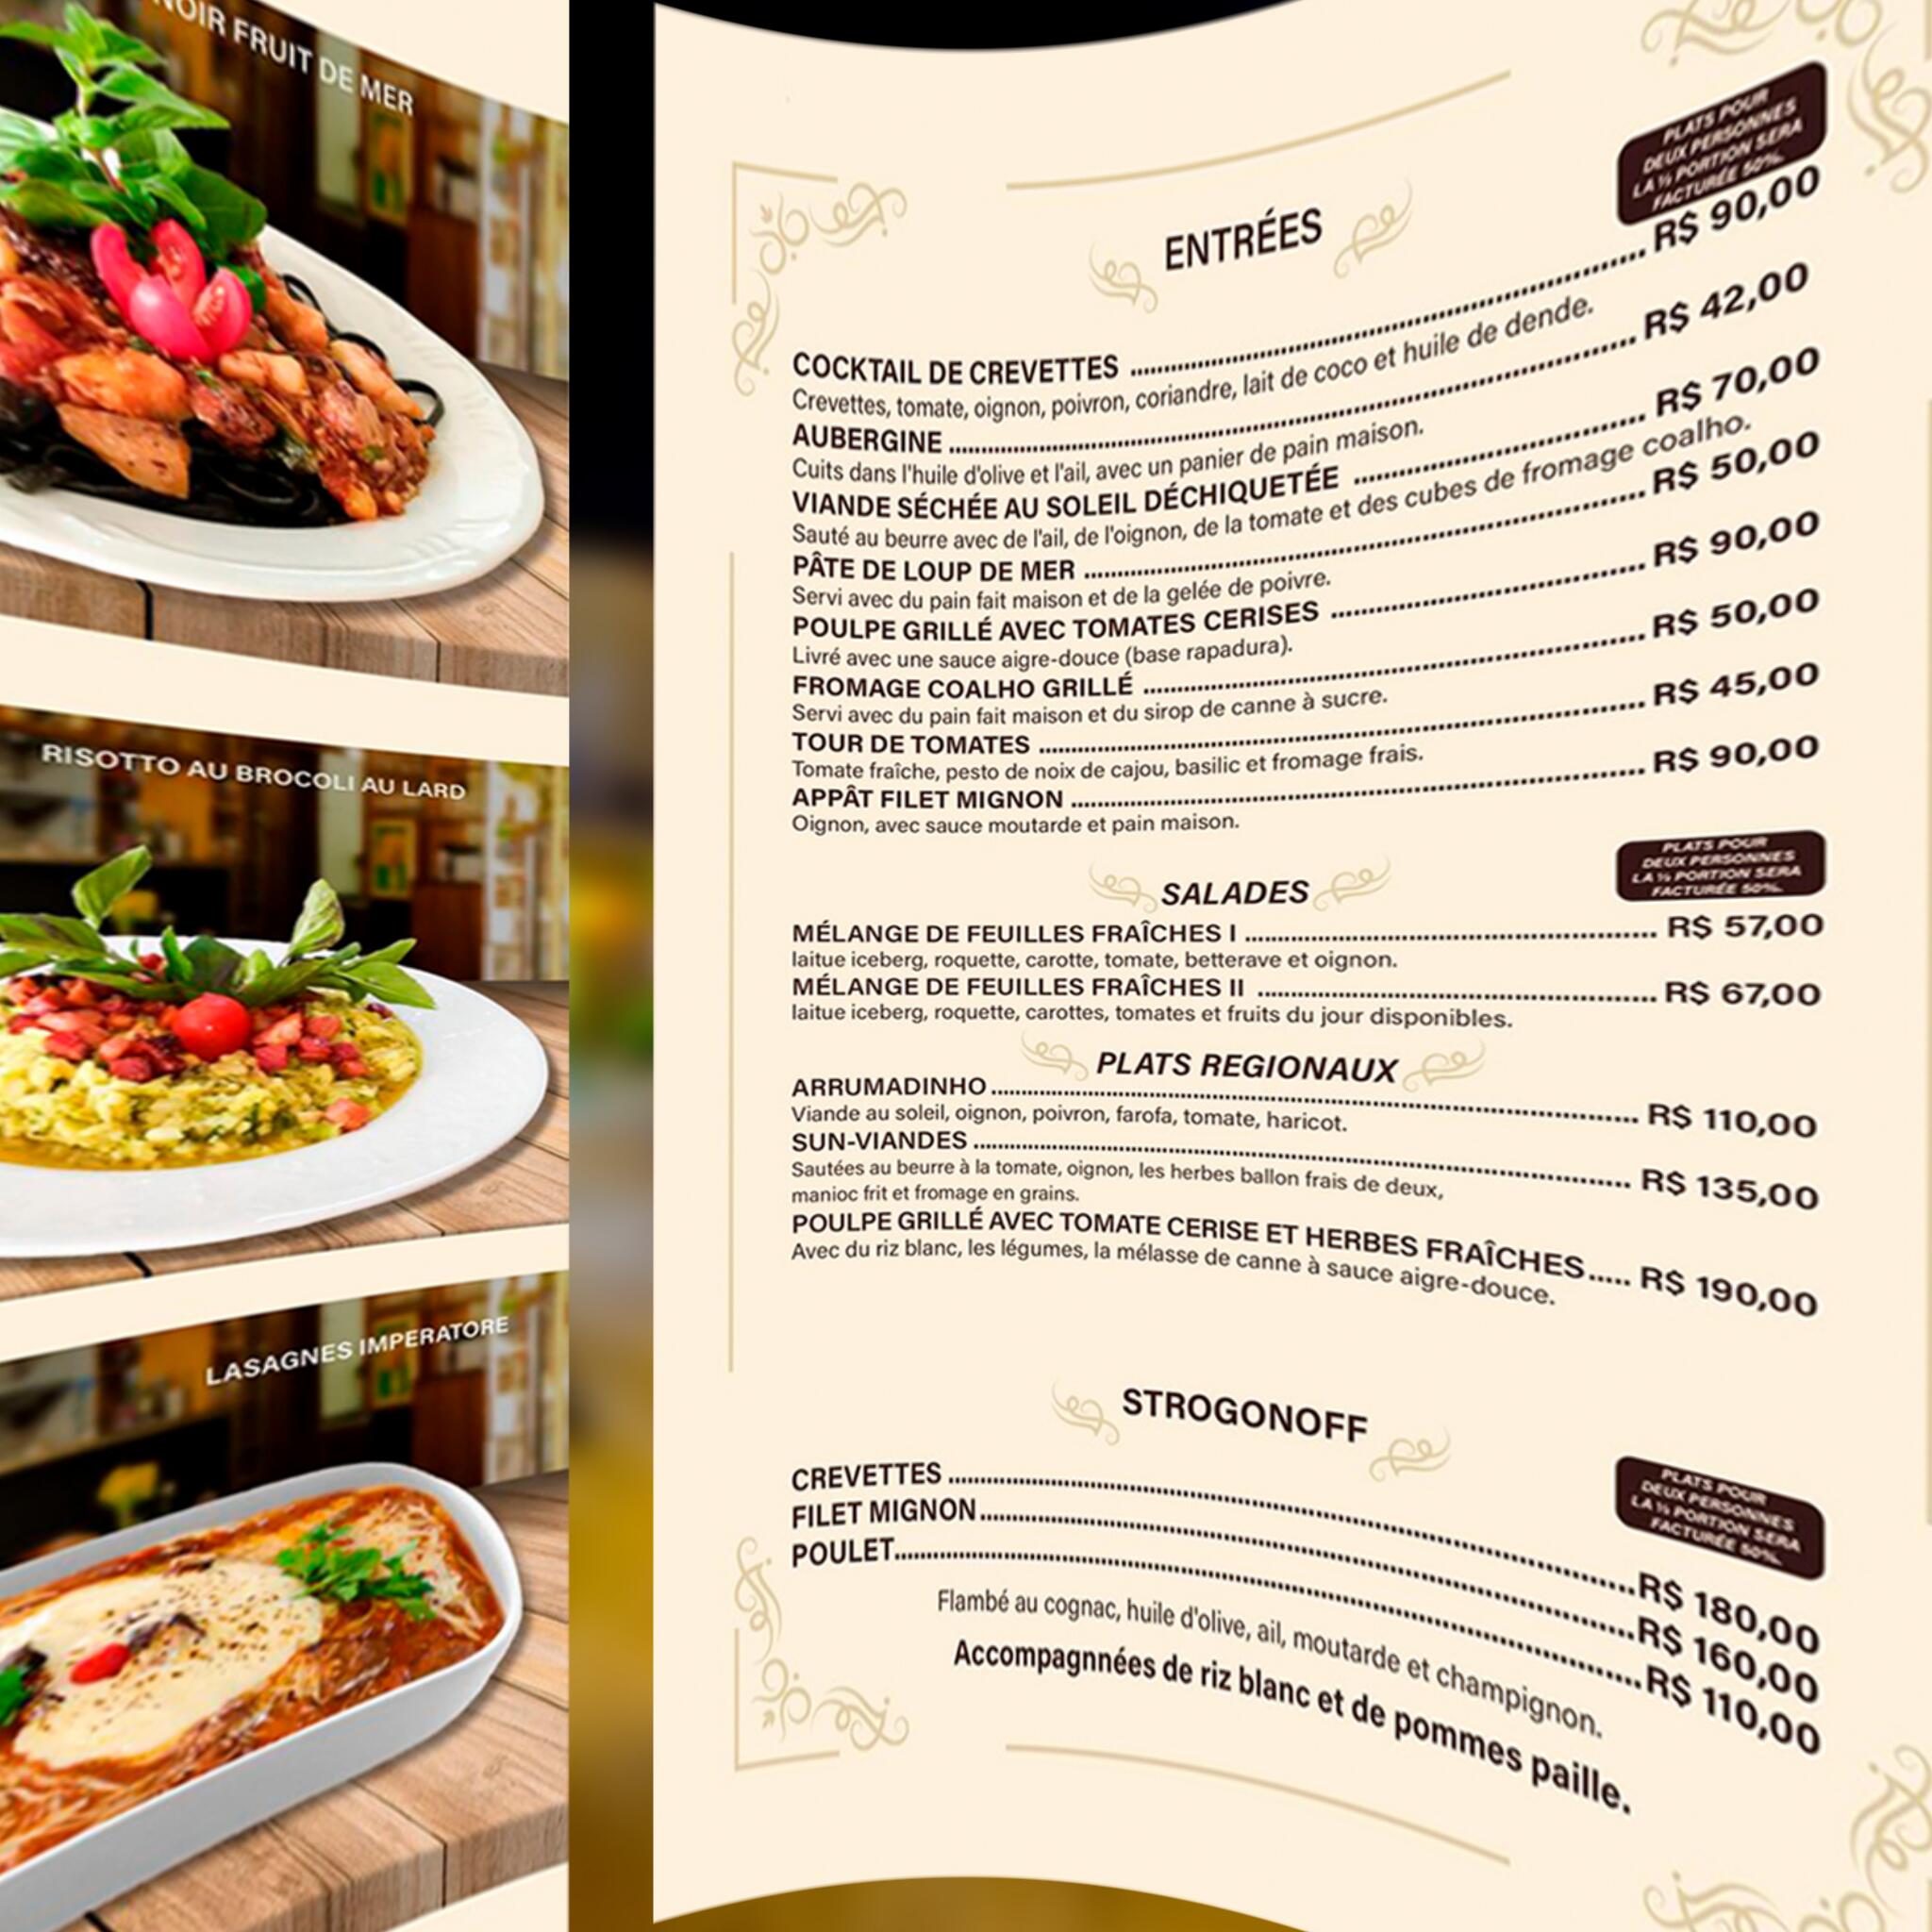 NOIR FRUIT DE MER
RISOTTO AU BROCOLI AU LARD
LASAGNES IMPERATORE
ENTRÉES
PLATS POUR
DEUX PERSONNES
LA ½ PORTION SERA
FACTURÉE 50%.
COCKTAIL DE CREVETTES ........ R$ 90,00
Crevettes, tomate, oignon, poivron, coriandre, lait de coco et huile de dende.
AUBERGINE ........ R$ 42,00
Cuits dans l'huile d'olive et l'ail, avec un panier de pain maison.
VIANDE SÉCHÉE AU SOLEIL DÉCHIQUETÉE ........ R$ 70,00
Sauté au beurre avec de l'ail, de l'oignon, de la tomate et des cubes de fromage coalho.
PÂTE DE LOUP DE MER ........ R$ 50,00
Servi avec du pain fait maison et de la gelée de poivre.
POULPE GRILLÉ AVEC TOMATES CERISES ........ R$ 90,00
Livré avec une sauce aigre-douce (base rapadura).
FROMAGE COALHO GRILLÉ ........ R$ 50,00
Servi avec du pain fait maison et du sirop de canne à sucre.
TOUR DE TOMATES ........ R$ 45,00
Tomate fraîche, pesto de noix de cajou, basilic et fromage frais.
APPÂT FILET MIGNON ........ R$ 90,00
Oignon, avec sauce moutarde et pain maison.
SALADES
PLATS POUR
DEUX PERSONNES
LA ½ PORTION SERA
FACTURÉE 50%.
MÉLANGE DE FEUILLES FRAÎCHES I ........ R$ 57,00
laitue iceberg, roquette, carotte, tomate, betterave et oignon.
MÉLANGE DE FEUILLES FRAÎCHES II ........ R$ 67,00
laitue iceberg, roquette, carottes, tomates et fruits du jour disponibles.
PLATS REGIONAUX
ARRUMADINHO ........ R$ 110,00
Viande au soleil, oignon, poivron, farofa, tomate, haricot.
SUN-VIANDES ........ R$ 135,00
Sautées au beurre à la tomate, oignon, les herbes ballon frais de deux,
manioc frit et fromage en grains.
POULPE GRILLÉ AVEC TOMATE CERISE ET HERBES FRAÎCHES ..... R$ 190,00
Avec du riz blanc, les légumes, la mélasse de canne à sauce aigre-douce.
STROGONOFF
PLATS POUR
DEUX PERSONNES
LA ½ PORTION SERA
FACTURÉE 50%.
CREVETTES ........ R$ 180,00
FILET MIGNON ........ R$ 160,00
POULET ........ R$ 110,00
Flambé au cognac, huile d'olive, ail, moutarde et champignon.
Accompagnnées de riz blanc et de pommes paille.